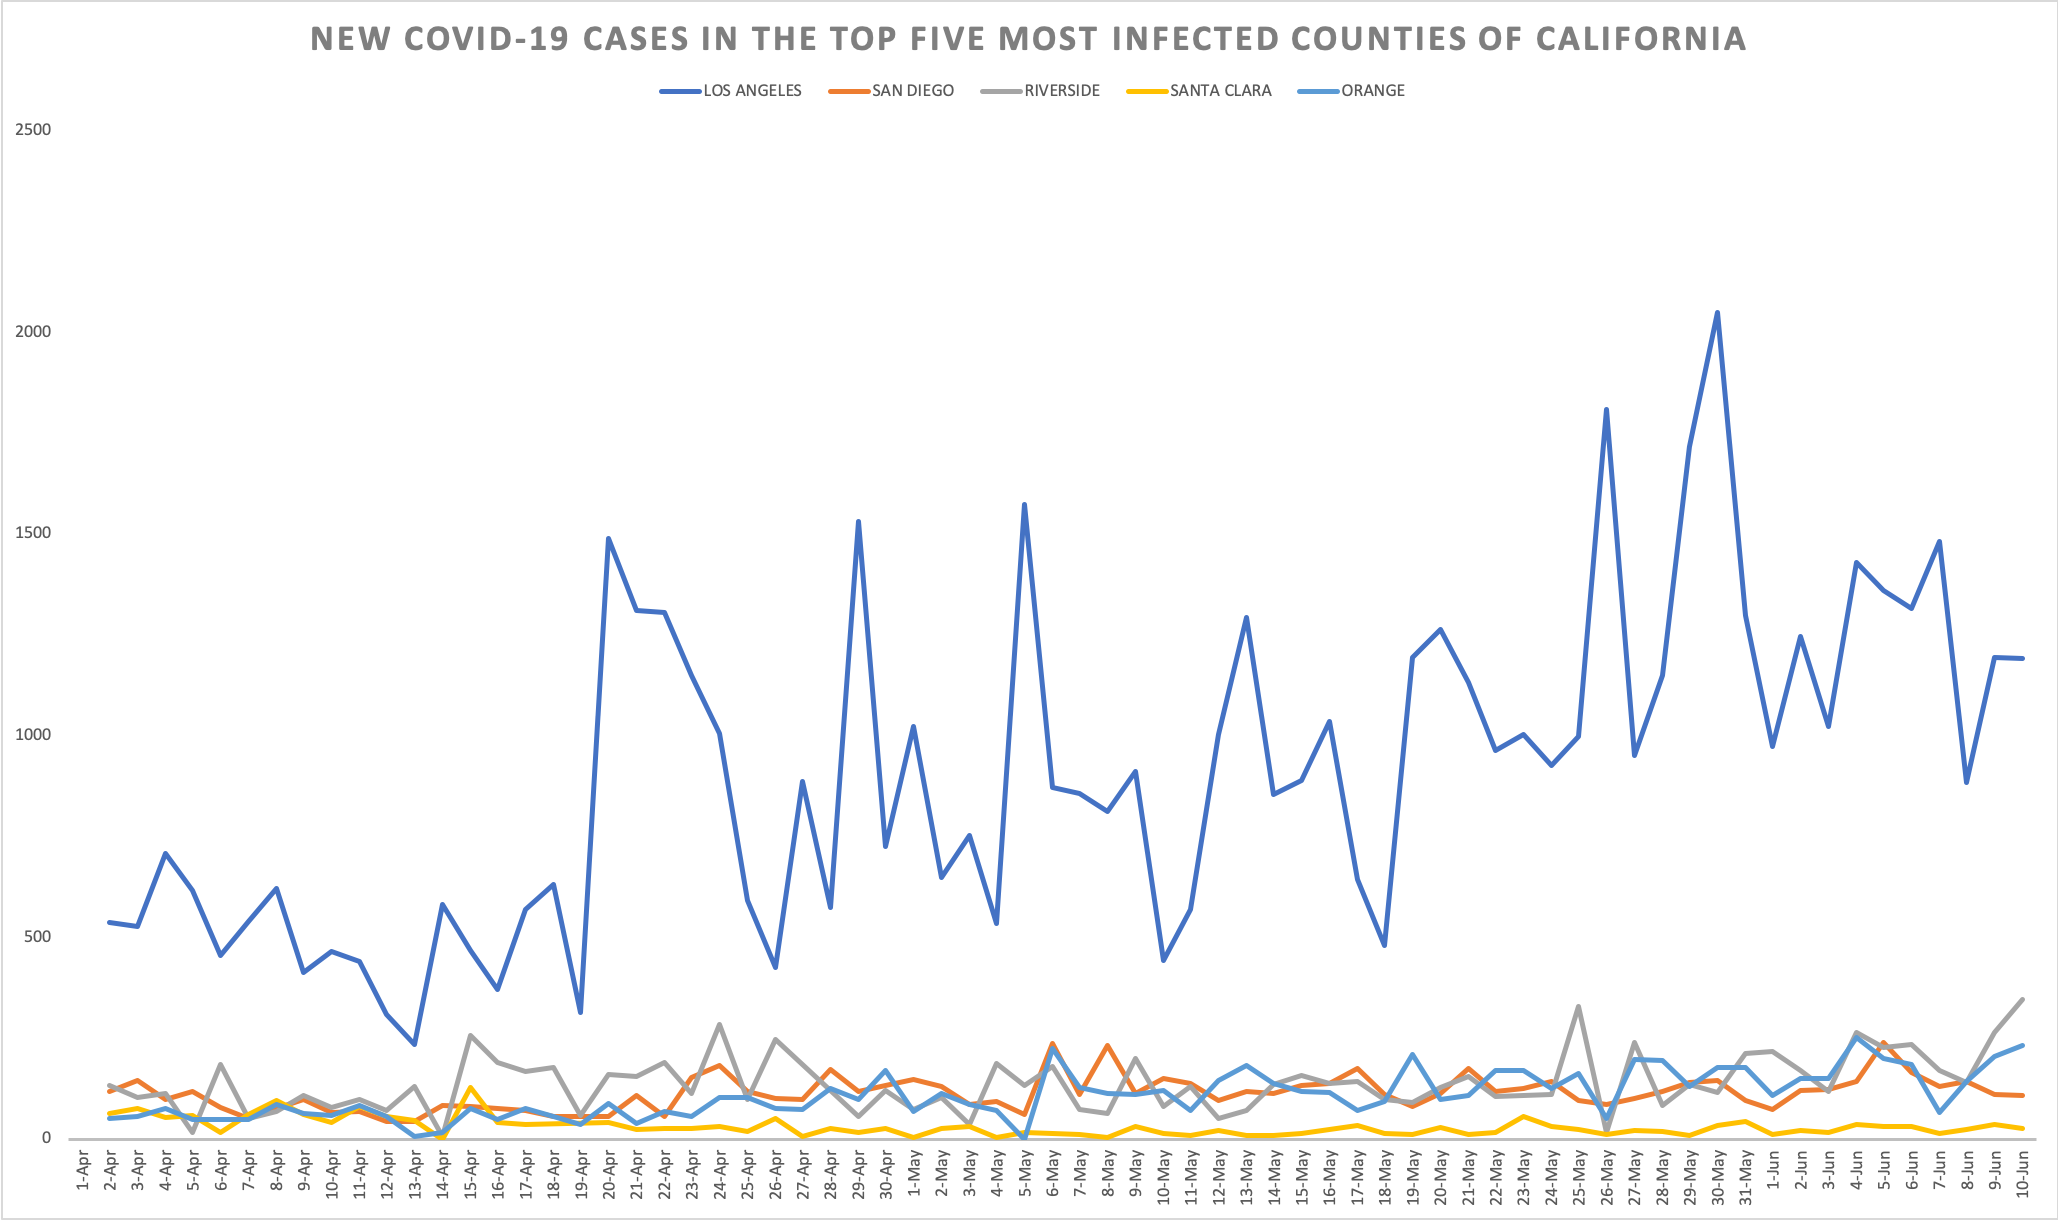 NEW COVID-19 CASES IN THE TOP FIVE MOST INFECTED COUNTIES OF CALIFORNIA
LOS ANGELES SAN DIEGO RIVERSIDE SANTA CLARA ORANGE
2500
2000
1500
1000
500
0
1-Apr
2-Apr
3-Apr
4-Apr
5-Apr
6-Apr
7-Apr
8-Apr
9-Apr
10-Apr
11-Apr
12-Apr
13-Apr
14-Apr
15-Apr
16-Apr
17-Apr
18-Apr
19-Apr
20-Apr
21-Apr
22-Apr
23-Apr
24-Apr
25-Apr
26-Apr
27-Apr
28-Apr
29-Apr
30-Apr
1-May
2-May
3-May
4-May
5-May
6-May
7-May
8-May
9-May
10-May
11-May
12-May
13-May
14-May
15-May
16-May
17-May
18-May
19-May
20-May
21-May
22-May
23-May
24-May
25-May
26-May
27-May
28-May
29-May
30-May
31-May
1-Jun
2-Jun
3-Jun
4-Jun
5-Jun
6-Jun
7-Jun
8-Jun
9-Jun
10-Jun